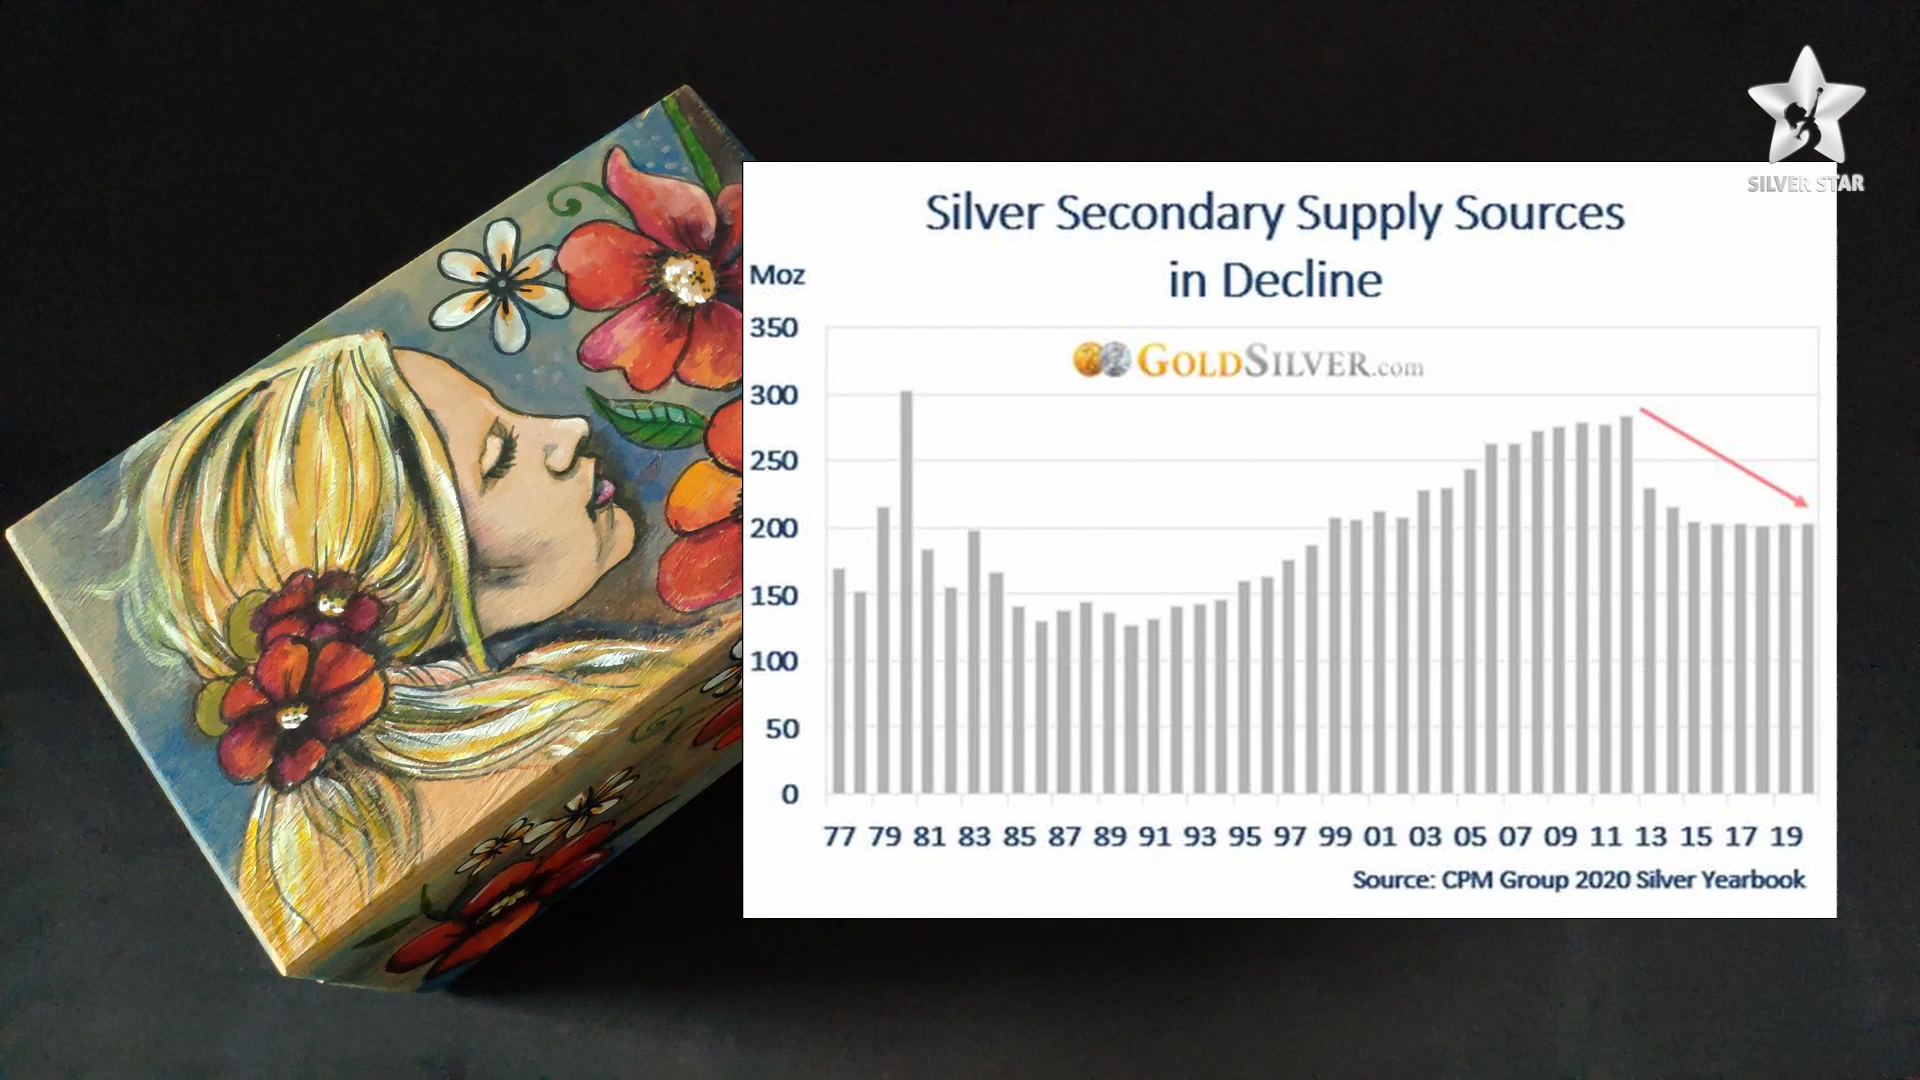 SILVER STAR
Silver Secondary Supply Sources
in Decline
Moz
GOLDSILVER.com
350
300
250
200
150
100
50
0
77 79 81 83 85 87 89 91 93 95 97 99 01 03 05 07 09 11 13 15 17 19
Source: CPM Group 2020 Silver Yearbook